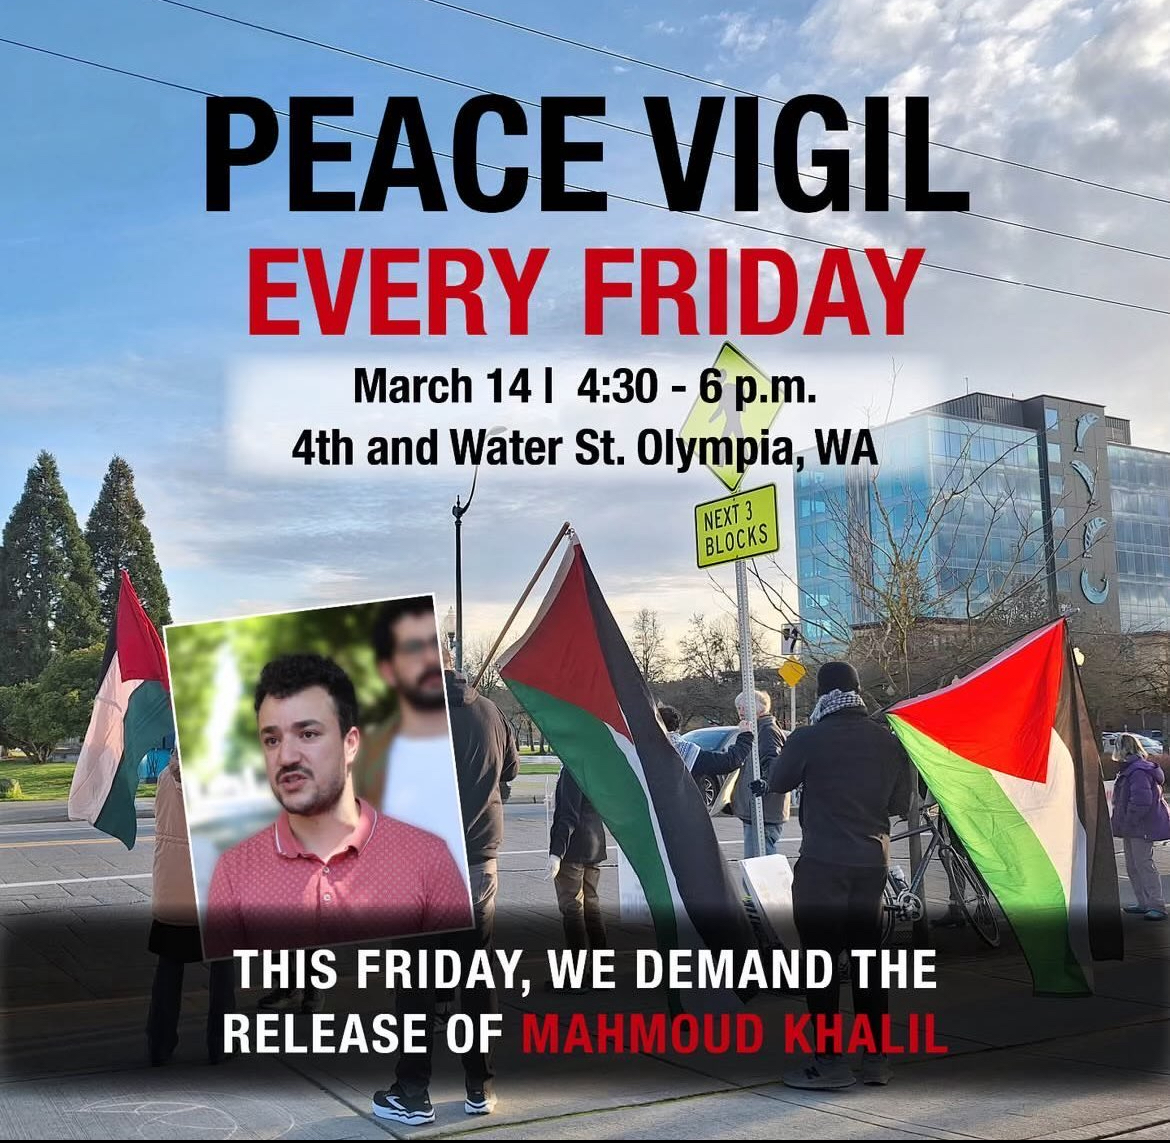 PEACE VIGIL
EVERY FRIDAY
March 14 | 4:30 - 6 p.m.
4th and Water St. Olympia, WA
NEXT 3
BLOCKS
THIS FRIDAY, WE DEMAND THE
RELEASE OF MAHMOUD KHALIL